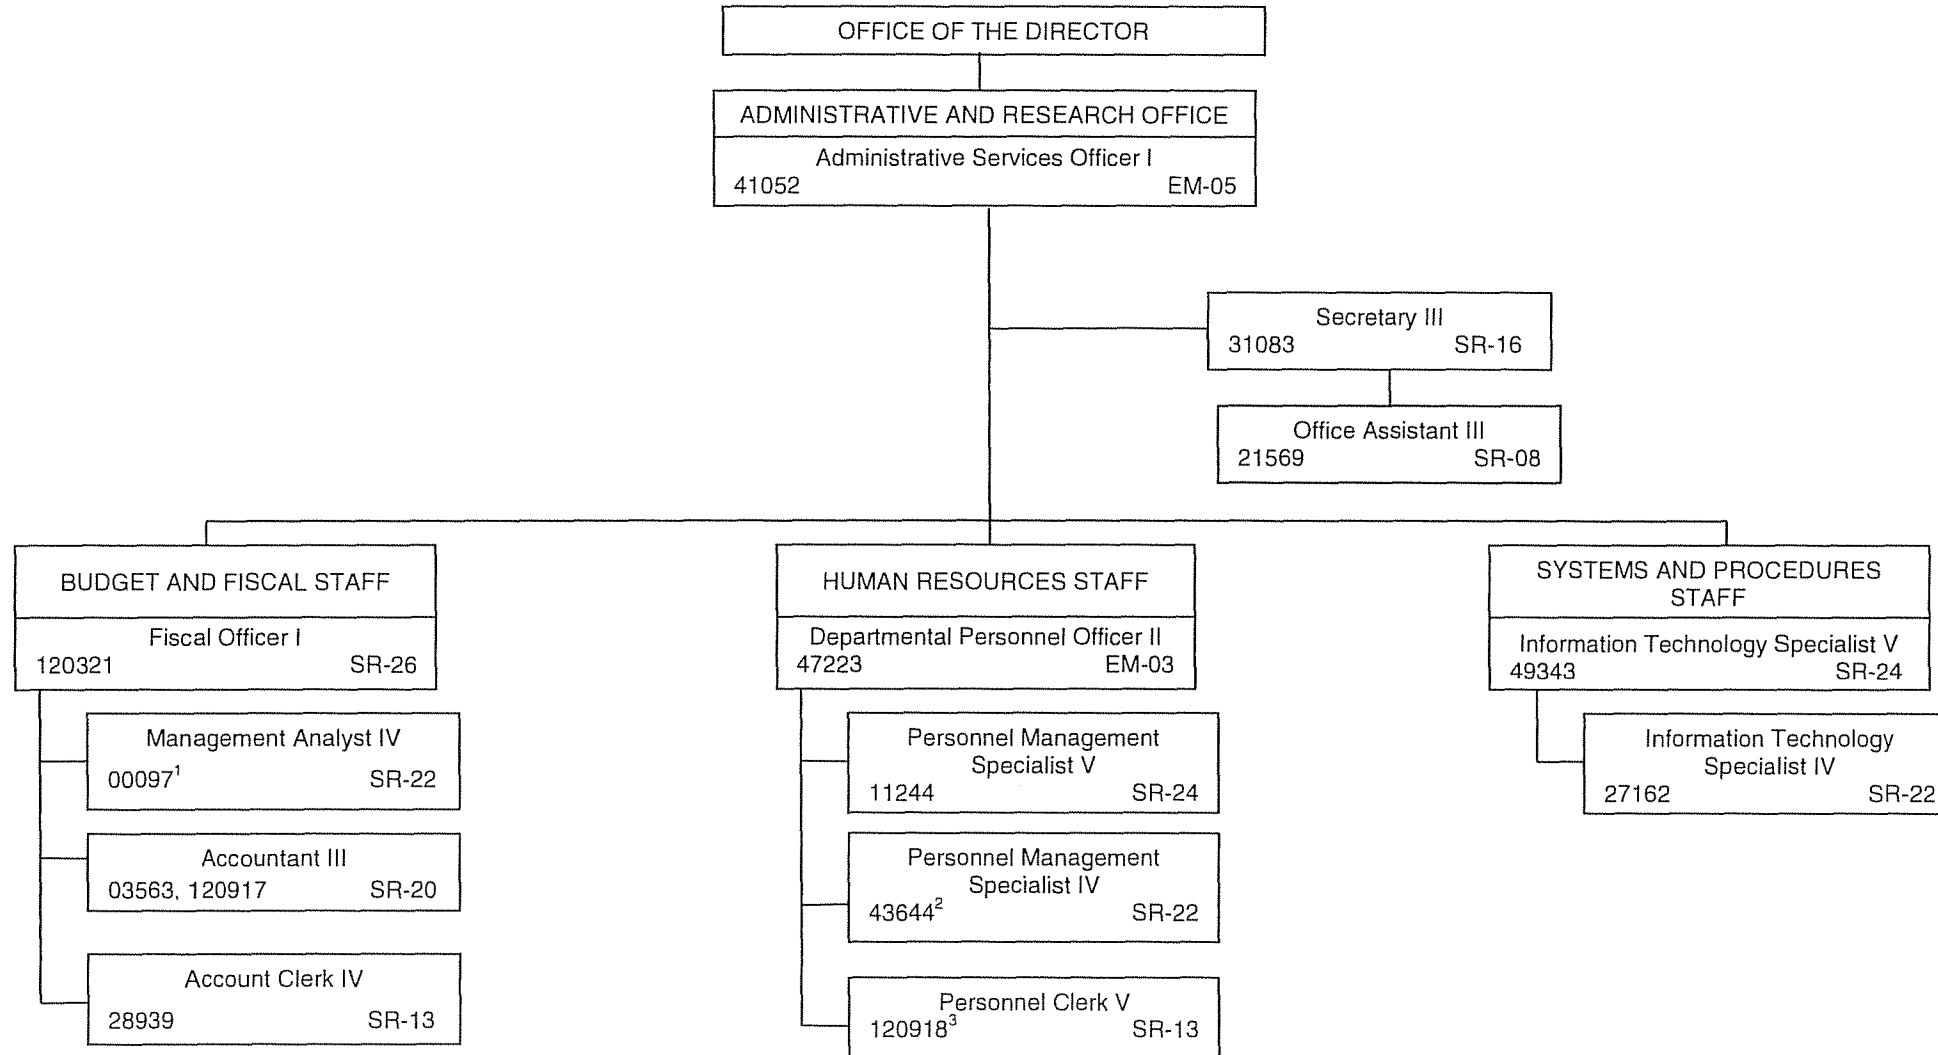 OFFICE OF THE DIRECTOR
ADMINISTRATIVE AND RESEARCH OFFICE
Administrative Services Officer I
41052 EM-05
Secretary III
31083 SR-16
Office Assistant III
21569 SR-08
BUDGET AND FISCAL STAFF
Fiscal Officer I
120321 SR-26
Management Analyst IV
00097¹ SR-22
Accountant III
03563, 120917 SR-20
Account Clerk IV
28939 SR-13
HUMAN RESOURCES STAFF
Departmental Personnel Officer II
47223 EM-03
Personnel Management
Specialist V
11244 SR-24
Personnel Management
Specialist IV
43644² SR-22
Personnel Clerk V
120918³ SR-13
SYSTEMS AND PROCEDURES
STAFF
Information Technology Specialist V
49343 SR-24
Information Technology
Specialist IV
27162 SR-22